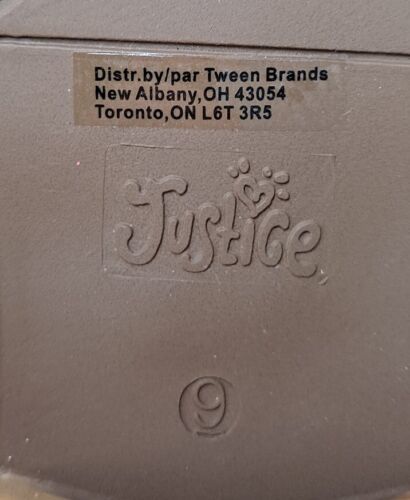 Distr.by/par Tween Brands
New Albany,OH 43054
Toronto,ON L6T 3R5
Justice
9